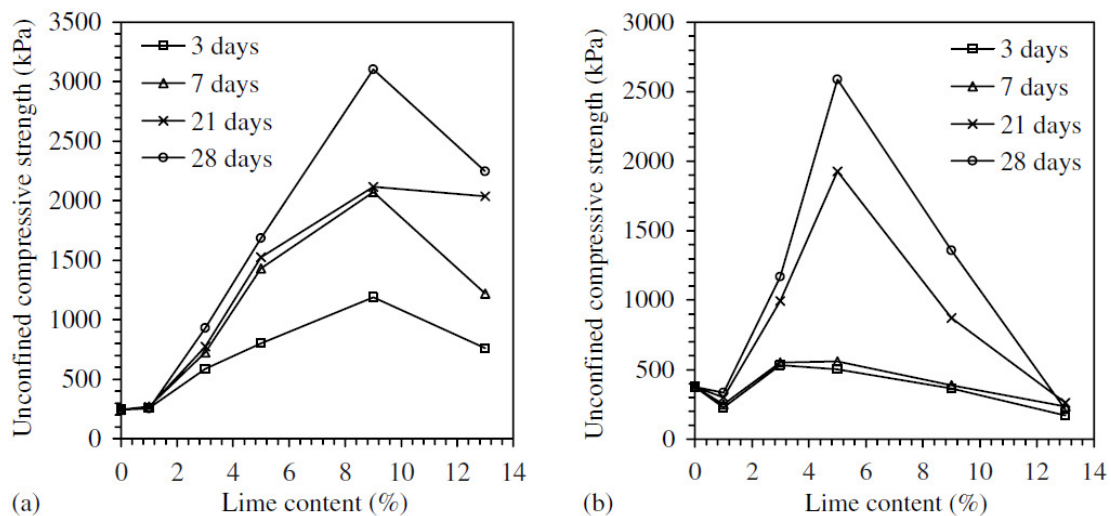 Unconfined compressive strength (kPa)
3500
3000
2500
2000
1500
1000
500
0
3 days
7 days
21 days
28 days
0 2 4 6 8 10 12 14
Lime content (%)
(a)
Unconfined compressive strength (kPa)
3000
2500
2000
1500
1000
500
0
3 days
7 days
21 days
28 days
0 2 4 6 8 10 12 14
Lime content (%)
(b)